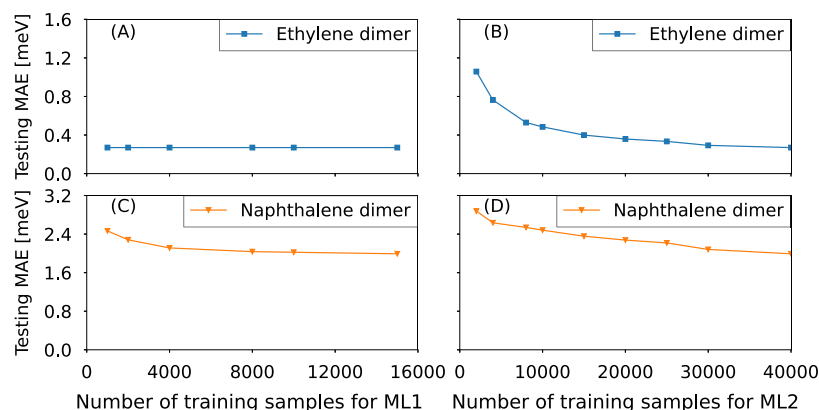 (A)
Ethylene dimer
(B)
Ethylene dimer
Testing MAE [meV]
1.6
1.2
0.8
0.4
0.0
(C)
Naphthalene dimer
(D)
Naphthalene dimer
Testing MAE [meV]
3.2
2.4
1.6
0.8
0.0
0 4000 8000 12000 16000
0 10000 20000 30000 40000
Number of training samples for ML1
Number of training samples for ML2